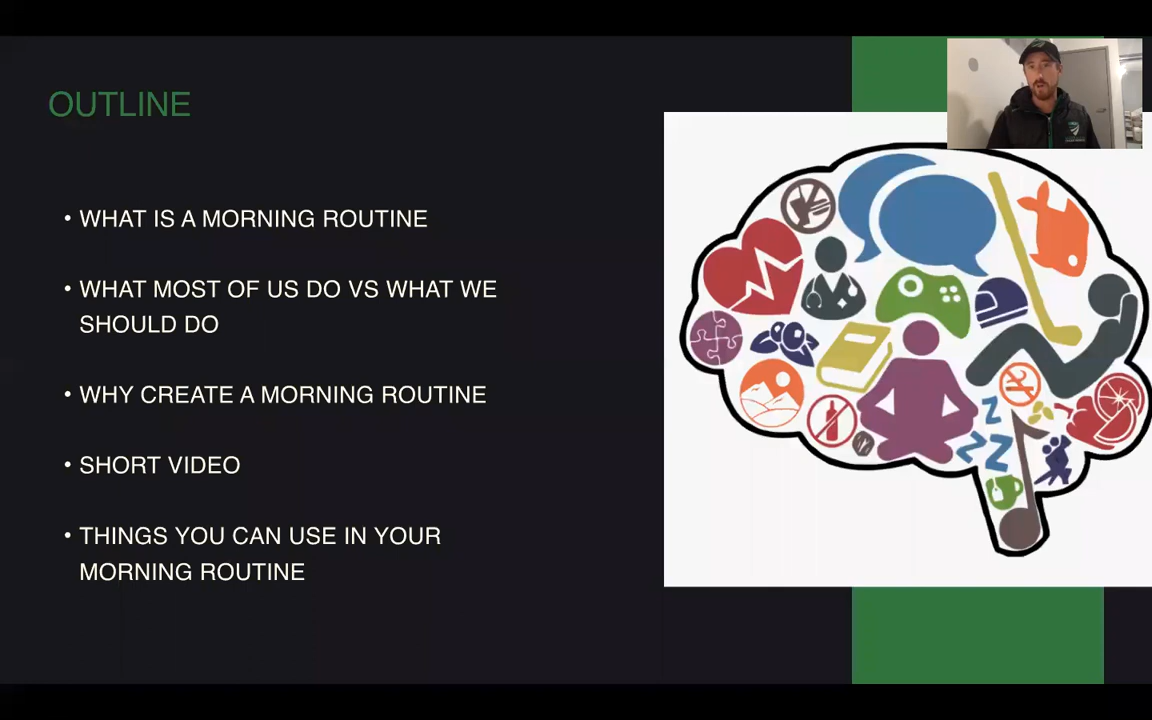 OUTLINE
• WHAT IS A MORNING ROUTINE
• WHAT MOST OF US DO VS WHAT WE
SHOULD DO
• WHY CREATE A MORNING ROUTINE
• SHORT VIDEO
• THINGS YOU CAN USE IN YOUR
MORNING ROUTINE
Z
Z
Z